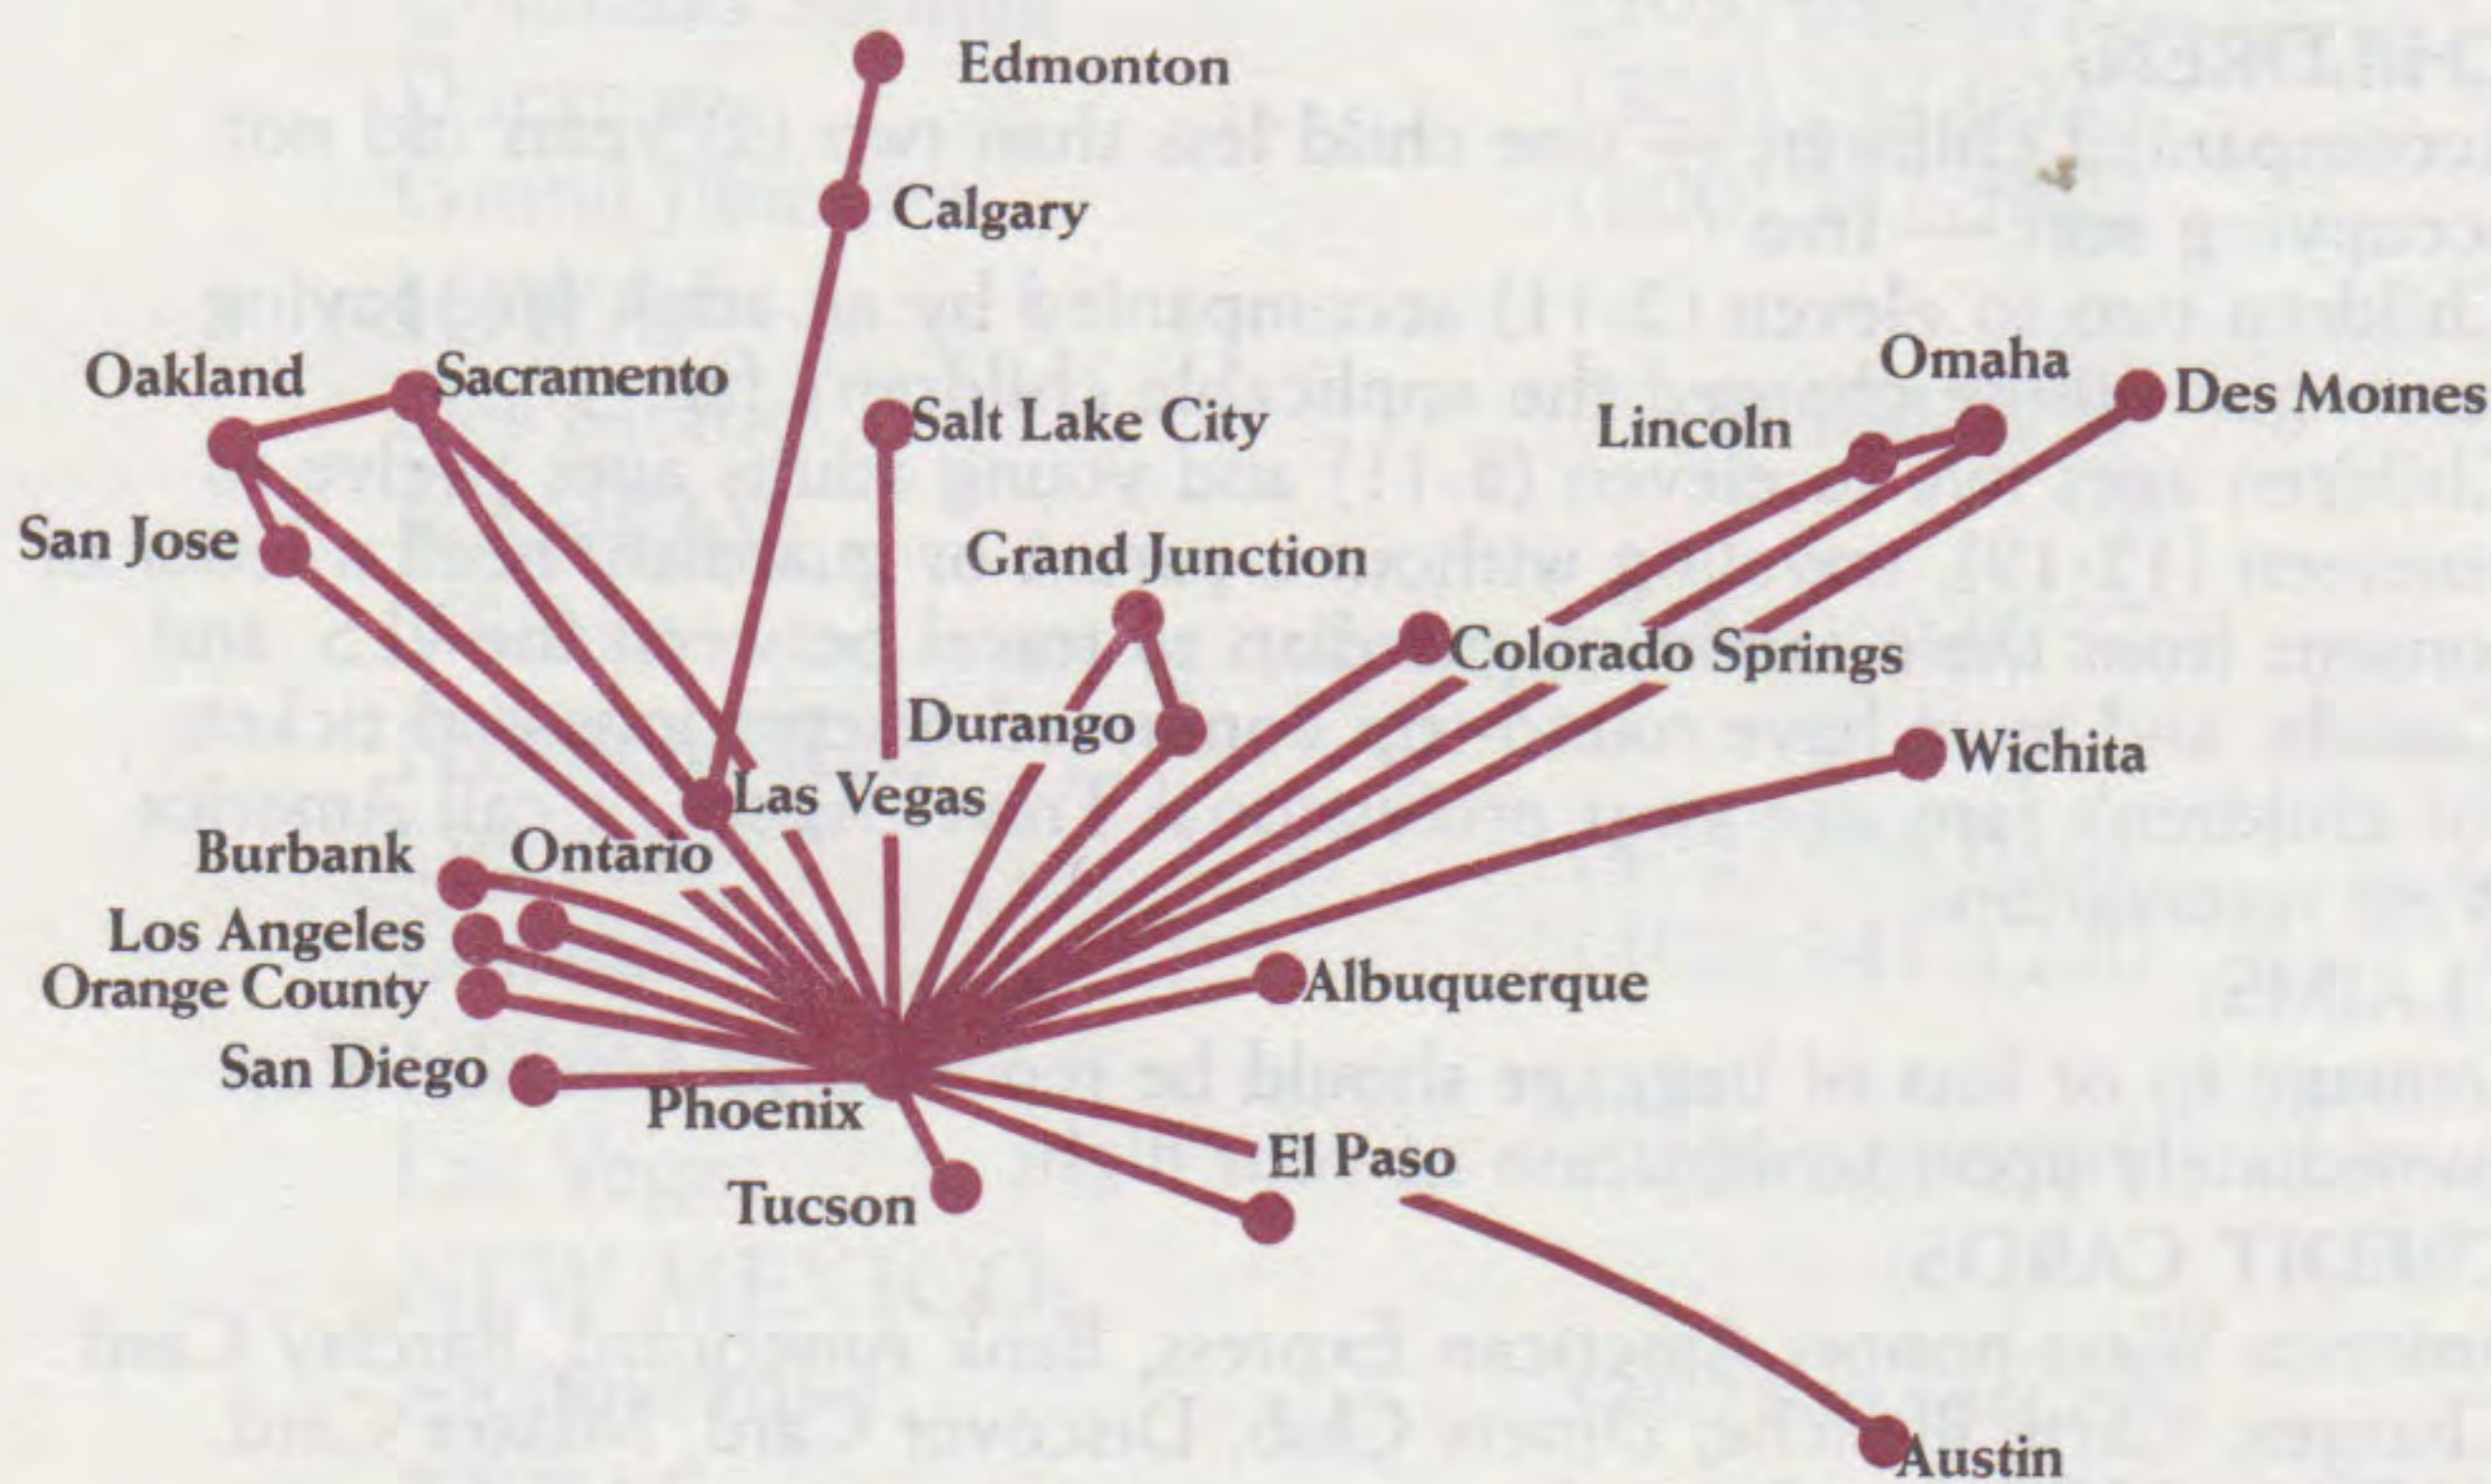 Edmonton
Calgary
Oakland
Sacramento
Omaha
Des Moines
Salt Lake City
Lincoln
San Jose
Grand Junction
Colorado Springs
Durango
Wichita
Las Vegas
Burbank
Ontario
Los Angeles
Orange County
Albuquerque
San Diego
Phoenix
El Paso
Tucson
Austin